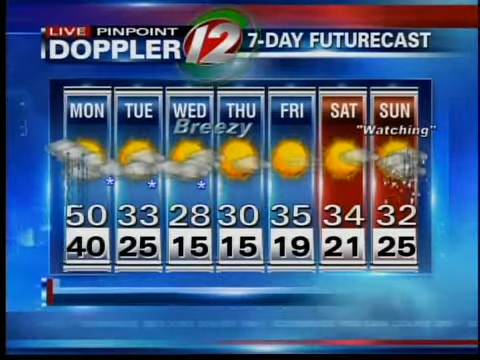 LIVE PINPOINT
DOPPLER 12 7-DAY FUTURECAST
MON TUE WED THU FRI SAT SUN
Breezy "Watching"
50 33 28 30 35 34 32
40 25 15 15 19 21 25